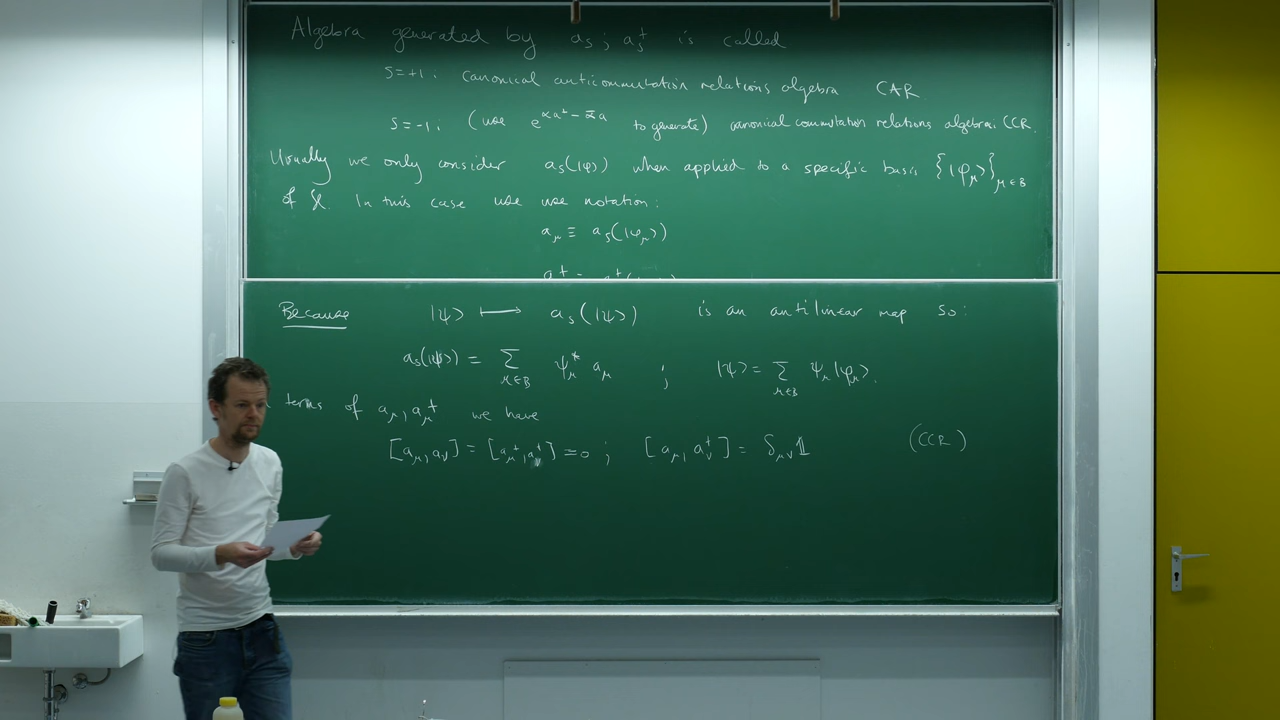 Algebra generated by a_s ; a_s^† is called
s=+1: canonical anticommutation relations algebra CAR
s=-1: (use e^{αa^† - ᾱa} to generate) canonical commutation relations algebra: CCR.
Usually we only consider a_s(|φ⟩) when applied to a specific basis {|φ_μ⟩}_{μ∈B}
of ℋ. In this case use use notation:
a_μ ≡ a_s(|φ_μ⟩)
Because |ψ⟩ ⟼ a_s(|ψ⟩) is an antilinear map so:
a_s(|ψ⟩) = ∑_{μ∈B} ψ_μ^* a_μ ; |ψ⟩ = ∑_{μ∈B} ψ_μ |φ_μ⟩.
terms of a_μ, a_μ^† we have
[a_μ, a_ν] = [a_μ^†, a_ν^†] = 0 ; [a_μ, a_ν^†] = δ_{μν} 𝟙 (CCR)